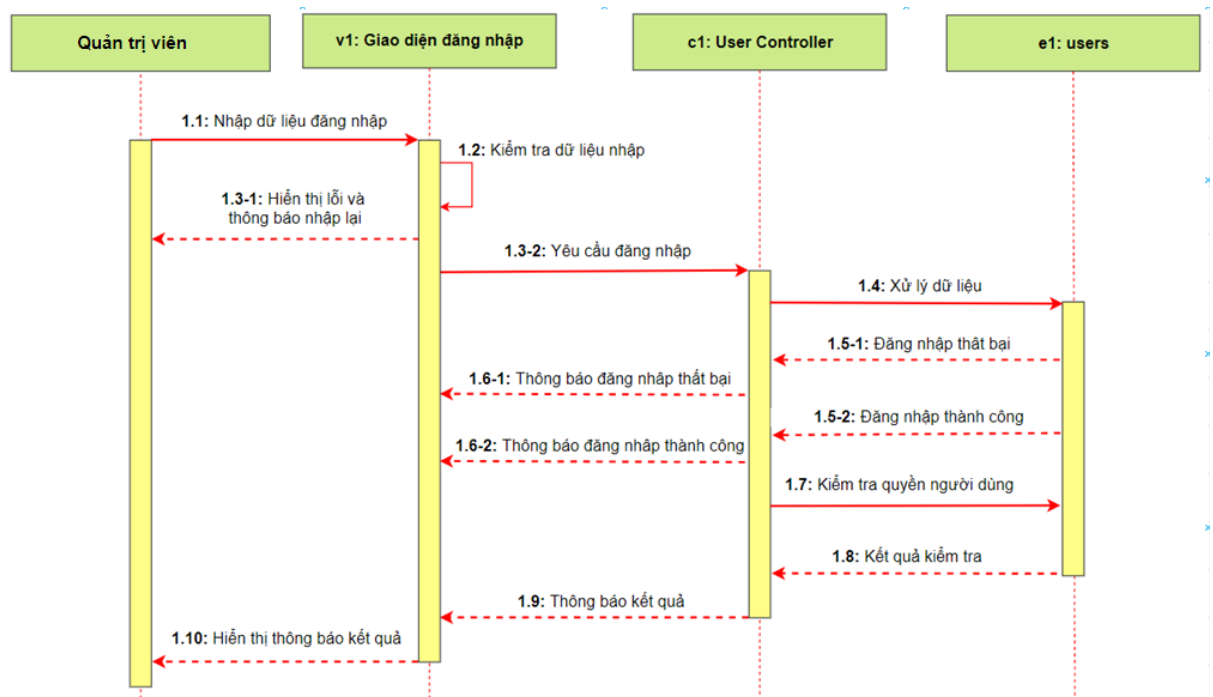 Quản trị viên
v1: Giao diện đăng nhập
c1: User Controller
e1: users
1.1: Nhập dữ liệu đăng nhập
1.2: Kiểm tra dữ liệu nhập
1.3-1: Hiển thị lỗi và
thông báo nhập lại
1.3-2: Yêu cầu đăng nhập
1.4: Xử lý dữ liệu
1.5-1: Đăng nhập thât bại
1.6-1: Thông báo đăng nhâp thất bại
1.5-2: Đăng nhập thành công
1.6-2: Thông báo đăng nhâp thành công
1.7: Kiểm tra quyền người dùng
1.8: Kết quả kiểm tra
1.9: Thông báo kết quả
1.10: Hiển thị thông báo kết quả